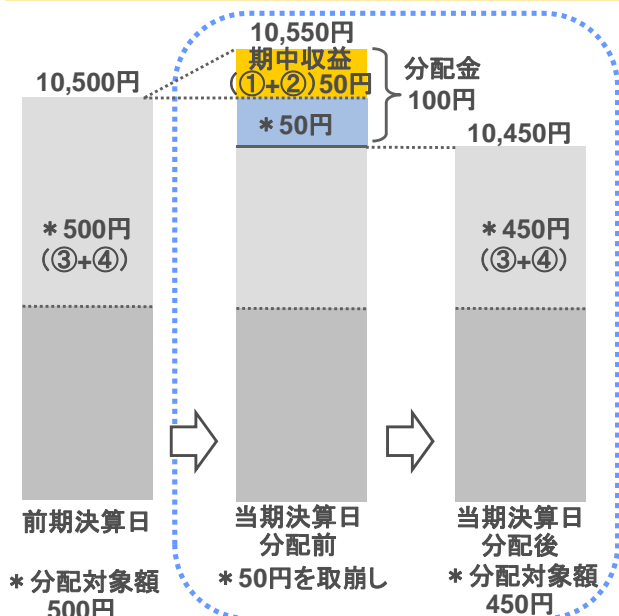 10,500円
*500円
(③+④)
前期決算日
*分配対象額
500円
10,550円
期中収益
(①+②)50円
*50円
分配金
100円
当期決算日
分配前
*50円を取崩し
10,450円
*450円
(③+④)
当期決算日
分配後
*分配対象額
450円